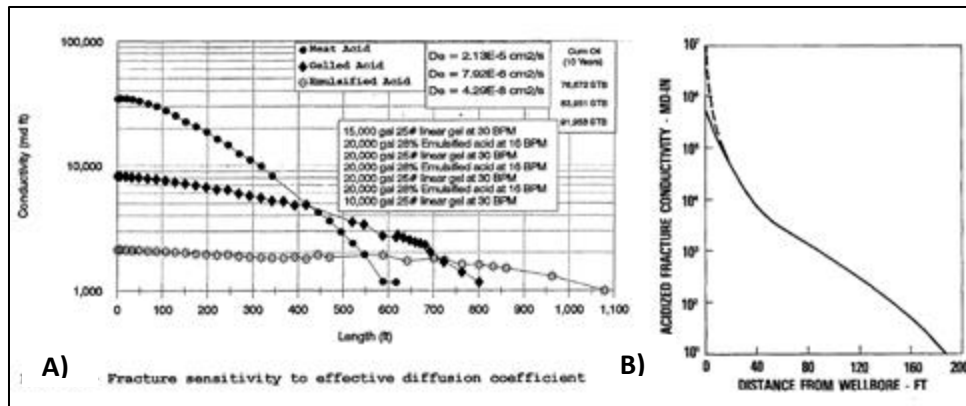 100,000
10,000
1,000
Conductivity (md ft)
Neat Acid
Gelled Acid
Emulsified Acid
De = 2.13E-5 cm2/s
De = 7.92E-6 cm2/s
De = 4.29E-8 cm2/s
Cum Oil
(10 Years)
STB
STB
STB
15,000 gal 25# linear gel at 30 BPM
20,000 gal 28% Emulsified acid at 16 BPM
20,000 gal 25# linear gel at 30 BPM
20,000 gal 28% Emulsified acid at 16 BPM
20,000 gal 25# linear gel at 30 BPM
20,000 gal 28% Emulsified acid at 16 BPM
10,000 gal 25# linear gel at 30 BPM
0 100 200 300 400 500 600 700 800 900 1,000 1,100
Length (ft)
A)
Fracture sensitivity to effective diffusion coefficient
B)
ACIDIZED FRACTURE CONDUCTIVITY - MD-IN
10⁵
10⁴
10³
10²
0 40 80 120 160 200
DISTANCE FROM WELLBORE - FT